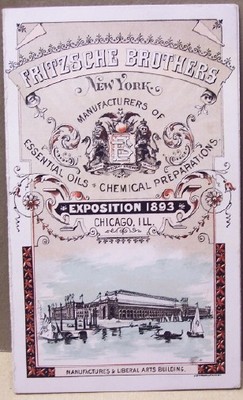 FRITZSCHE BROTHERS
NEW YORK
MANUFACTURERS OF
ESSENTIAL OILS & CHEMICAL PREPARATIONS.
EXPOSITION 1893
CHICAGO, ILL.
MANUFACTURES & LIBERAL ARTS BUILDING.